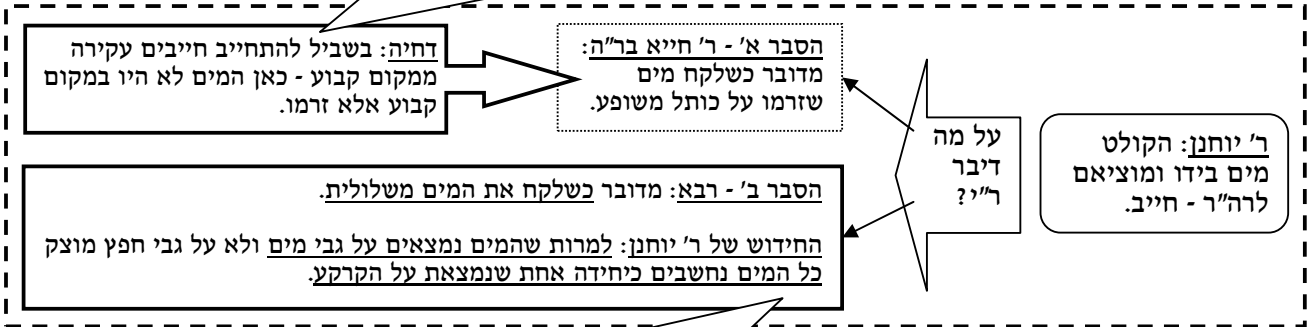 ר' יוחנן: הקולט
מים בידו ומוציאם
לרה"ר - חייב.
על מה
דיבר
ר"י?
הסבר א' - ר' חייא בר"ה:
מדובר כשלקח מים
שזרמו על כותל משופע.
דחיה: בשביל להתחייב חייבים עקירה
ממקום קבוע - כאן המים לא היו במקום
קבוע אלא זרמו.
הסבר ב' - רבא: מדובר כשלקח את המים משלולית.
החידוש של ר' יוחנן: למרות שהמים נמצאים על גבי מים ולא על גבי חפץ מוצק
כל המים נחשבים כיחידה אחת שנמצאת על הקרקע.